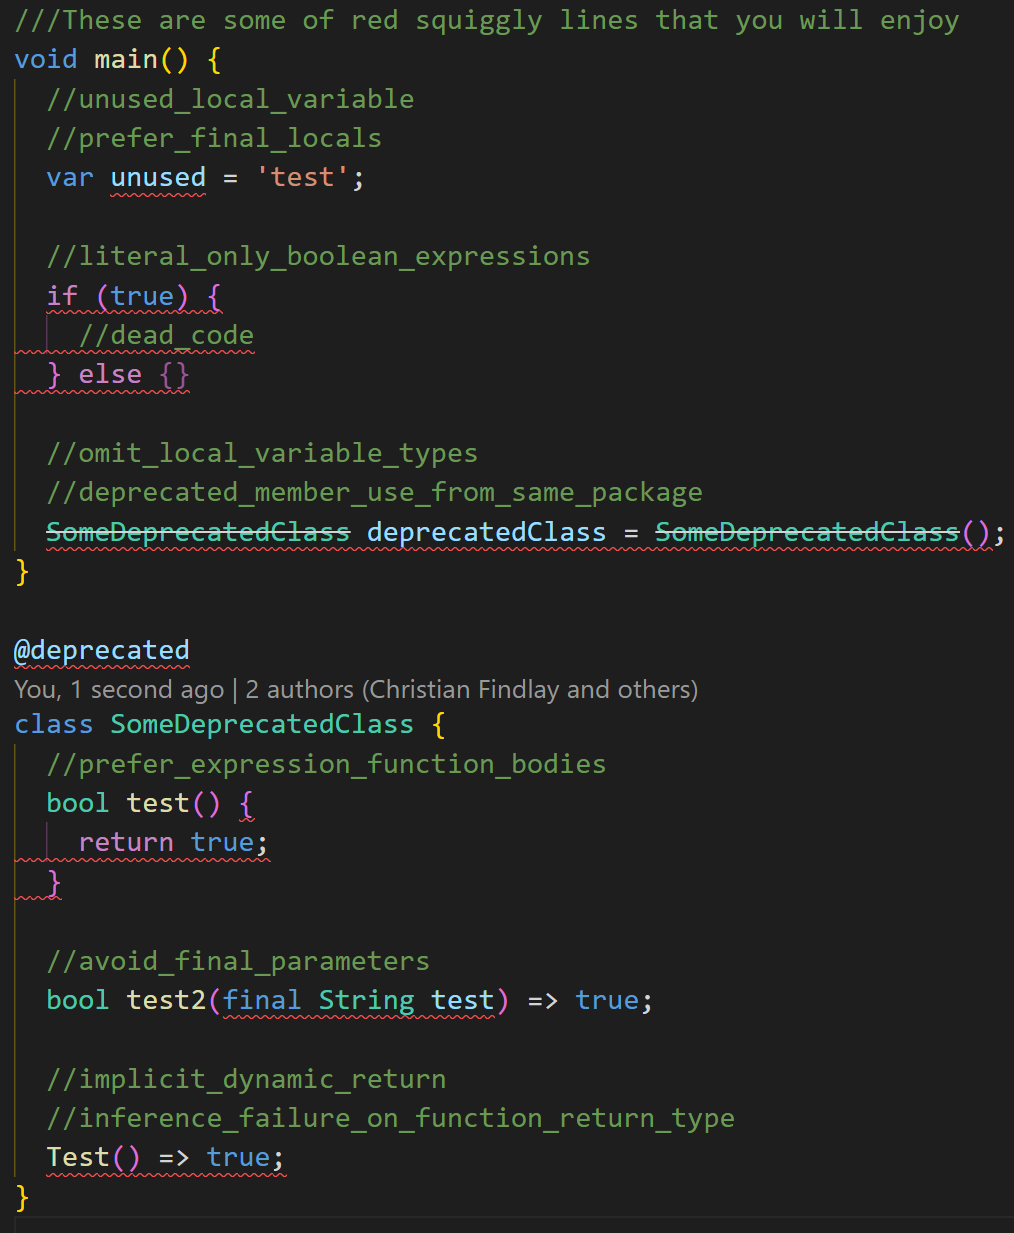 ///These are some of red squiggly lines that you will enjoy
void main() {
  //unused_local_variable
  //prefer_final_locals
  var unused = 'test';

  //literal_only_boolean_expressions
  if (true) {
    //dead_code
  } else {}

  //omit_local_variable_types
  //deprecated_member_use_from_same_package
  SomeDeprecatedClass deprecatedClass = SomeDeprecatedClass();
}

@deprecated
You, 1 second ago | 2 authors (Christian Findlay and others)
class SomeDeprecatedClass {
  //prefer_expression_function_bodies
  bool test() {
    return true;
  }

  //avoid_final_parameters
  bool test2(final String test) => true;

  //implicit_dynamic_return
  //inference_failure_on_function_return_type
  Test() => true;
}